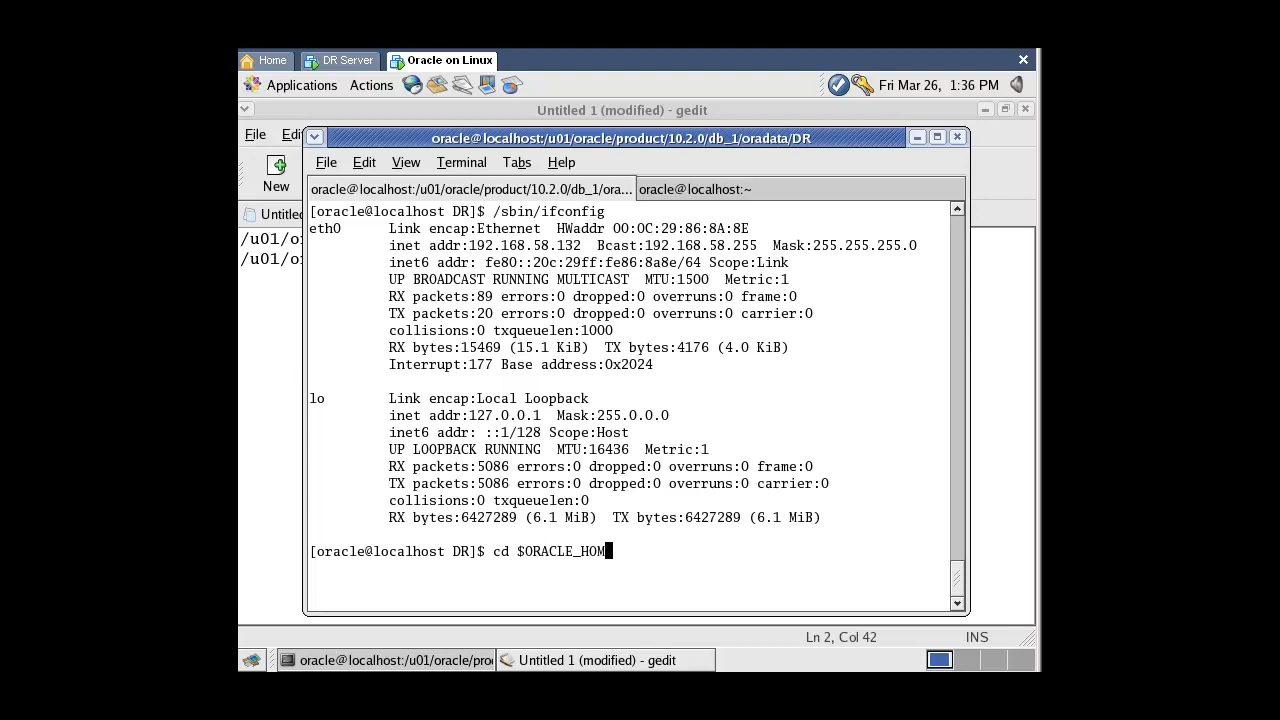 Home DR Server Oracle on Linux
Applications Actions Fri Mar 26, 1:36 PM
Untitled 1 (modified) - gedit
File Edi
oracle@localhost:/u01/oracle/product/10.2.0/db_1/oradata/DR
File Edit View Terminal Tabs Help
New
oracle@localhost:/u01/oracle/product/10.2.0/db_1/ora... oracle@localhost:~
Untitle
/u01/or
/u01/or
[oracle@localhost DR]$ /sbin/ifconfig
eth0 Link encap:Ethernet HWaddr 00:0C:29:86:8A:8E
inet addr:192.168.58.132 Bcast:192.168.58.255 Mask:255.255.255.0
inet6 addr: fe80::20c:29ff:fe86:8a8e/64 Scope:Link
UP BROADCAST RUNNING MULTICAST MTU:1500 Metric:1
RX packets:89 errors:0 dropped:0 overruns:0 frame:0
TX packets:20 errors:0 dropped:0 overruns:0 carrier:0
collisions:0 txqueuelen:1000
RX bytes:15469 (15.1 KiB) TX bytes:4176 (4.0 KiB)
Interrupt:177 Base address:0x2024
lo Link encap:Local Loopback
inet addr:127.0.0.1 Mask:255.0.0.0
inet6 addr: ::1/128 Scope:Host
UP LOOPBACK RUNNING MTU:16436 Metric:1
RX packets:5086 errors:0 dropped:0 overruns:0 frame:0
TX packets:5086 errors:0 dropped:0 overruns:0 carrier:0
collisions:0 txqueuelen:0
RX bytes:6427289 (6.1 MiB) TX bytes:6427289 (6.1 MiB)
[oracle@localhost DR]$ cd $ORACLE_HOM
Ln 2, Col 42 INS
oracle@localhost:/u01/oracle/pro Untitled 1 (modified) - gedit